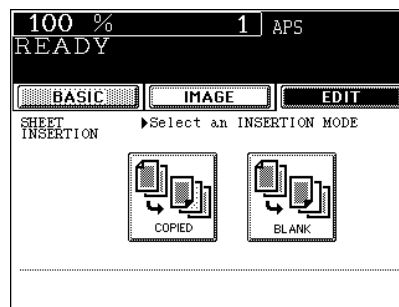 100 % 1 APS
READY
BASIC IMAGE EDIT
SHEET INSERTION ▶Select an INSERTION MODE
COPIED BLANK